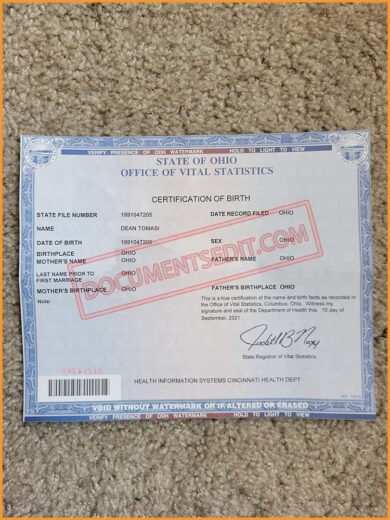 VERIFY PRESENCE OF ODH WATERMARK HOLD TO LIGHT TO VIEW
STATE OF OHIO
OFFICE OF VITAL STATISTICS
CERTIFICATION OF BIRTH
STATE FILE NUMBER 1991047205 DATE RECORD FILED OHIO
NAME DEAN TOMASI
DATE OF BIRTH 1991047205 SEX OHIO
BIRTHPLACE OHIO
MOTHER'S NAME OHIO FATHER'S NAME OHIO
LAST NAME PRIOR TO OHIO
FIRST MARRIAGE
MOTHER'S BIRTHPLACE OHIO FATHER'S BIRTHPLACE OHIO
Note: This is a true certification of the name and birth facts as recorded in
the Office of Vital Statistics, Columbus, Ohio. Witness my
signature and seal of the Department of Health this 10 day of
September, 2021
State Registrar of Vital Statistics
HEALTH INFORMATION SYSTEMS CINCINNATI HEALTH DEPT
VOID WITHOUT WATERMARK OR IF ALTERED OR ERASED
VERIFY PRESENCE OF ODH WATERMARK HOLD TO LIGHT TO VIEW
DOCUMENTSEDIT.COM